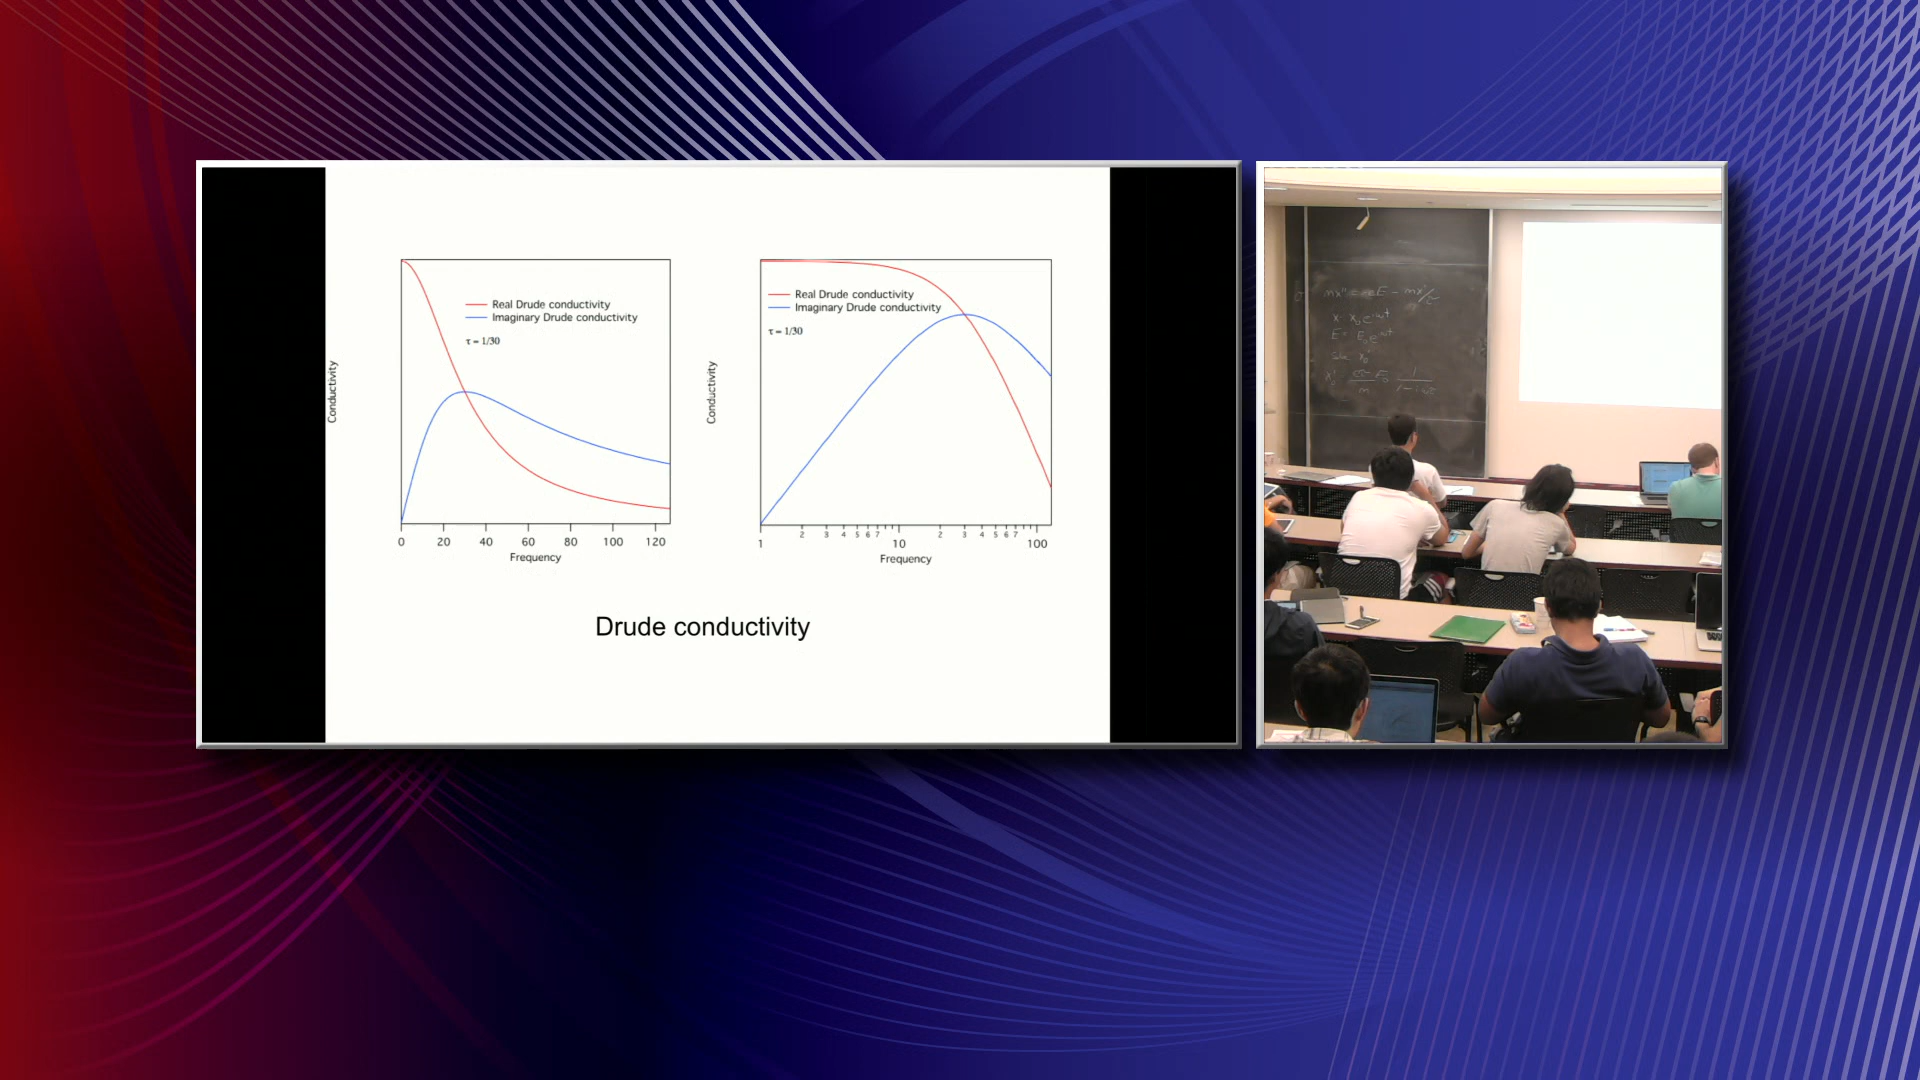 Real Drude conductivity
Imaginary Drude conductivity
τ = 1/30
Conductivity
0 20 40 60 80 100 120
Frequency
Real Drude conductivity
Imaginary Drude conductivity
τ = 1/30
Conductivity
2 3 4 5 6 7 2 3 4 5 6 7
1 10 100
Frequency
Drude conductivity